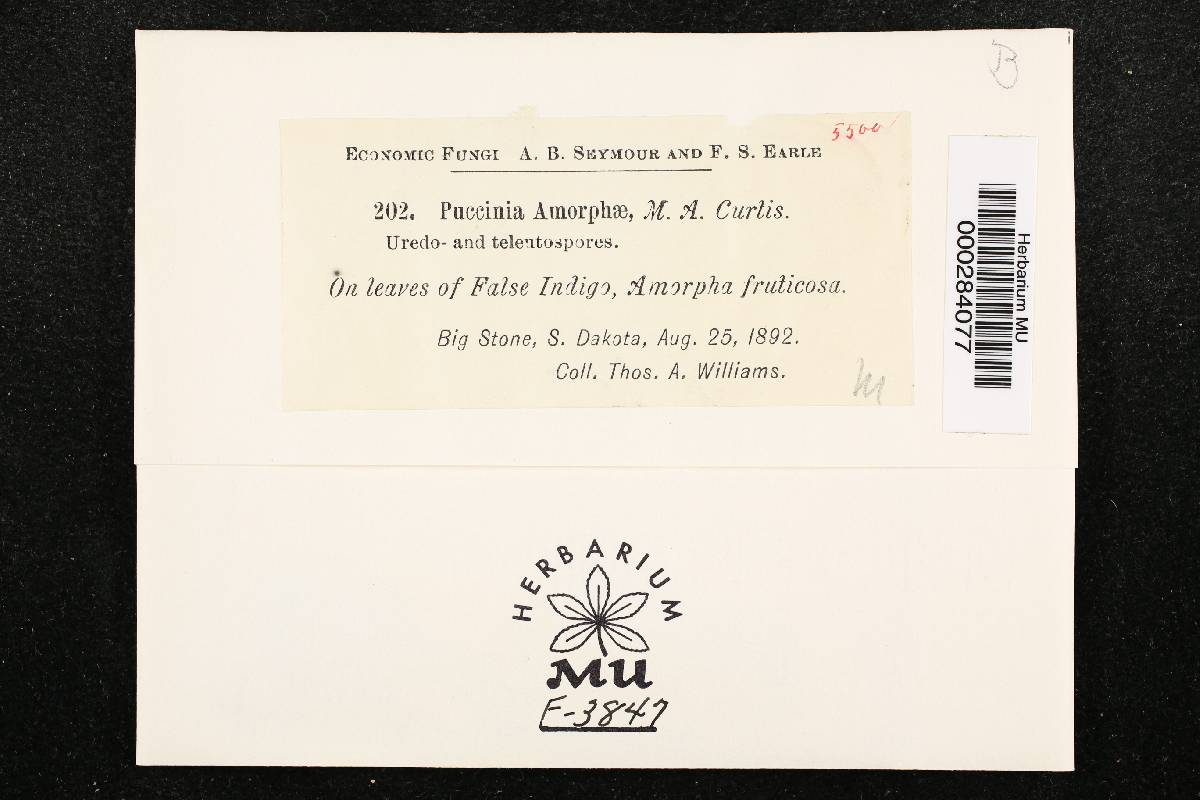 B
5500
Economic Fungi A. B. Seymour and F. S. Earle
202. Puccinia Amorphæ, M. A. Curtis.
Uredo- and teleutospores.
On leaves of False Indigo, Amorpha fruticosa.
Big Stone, S. Dakota, Aug. 25, 1892.
Coll. Thos. A. Williams.
Herbarium MU
000284077
HERBARIUM
MU
F-3847